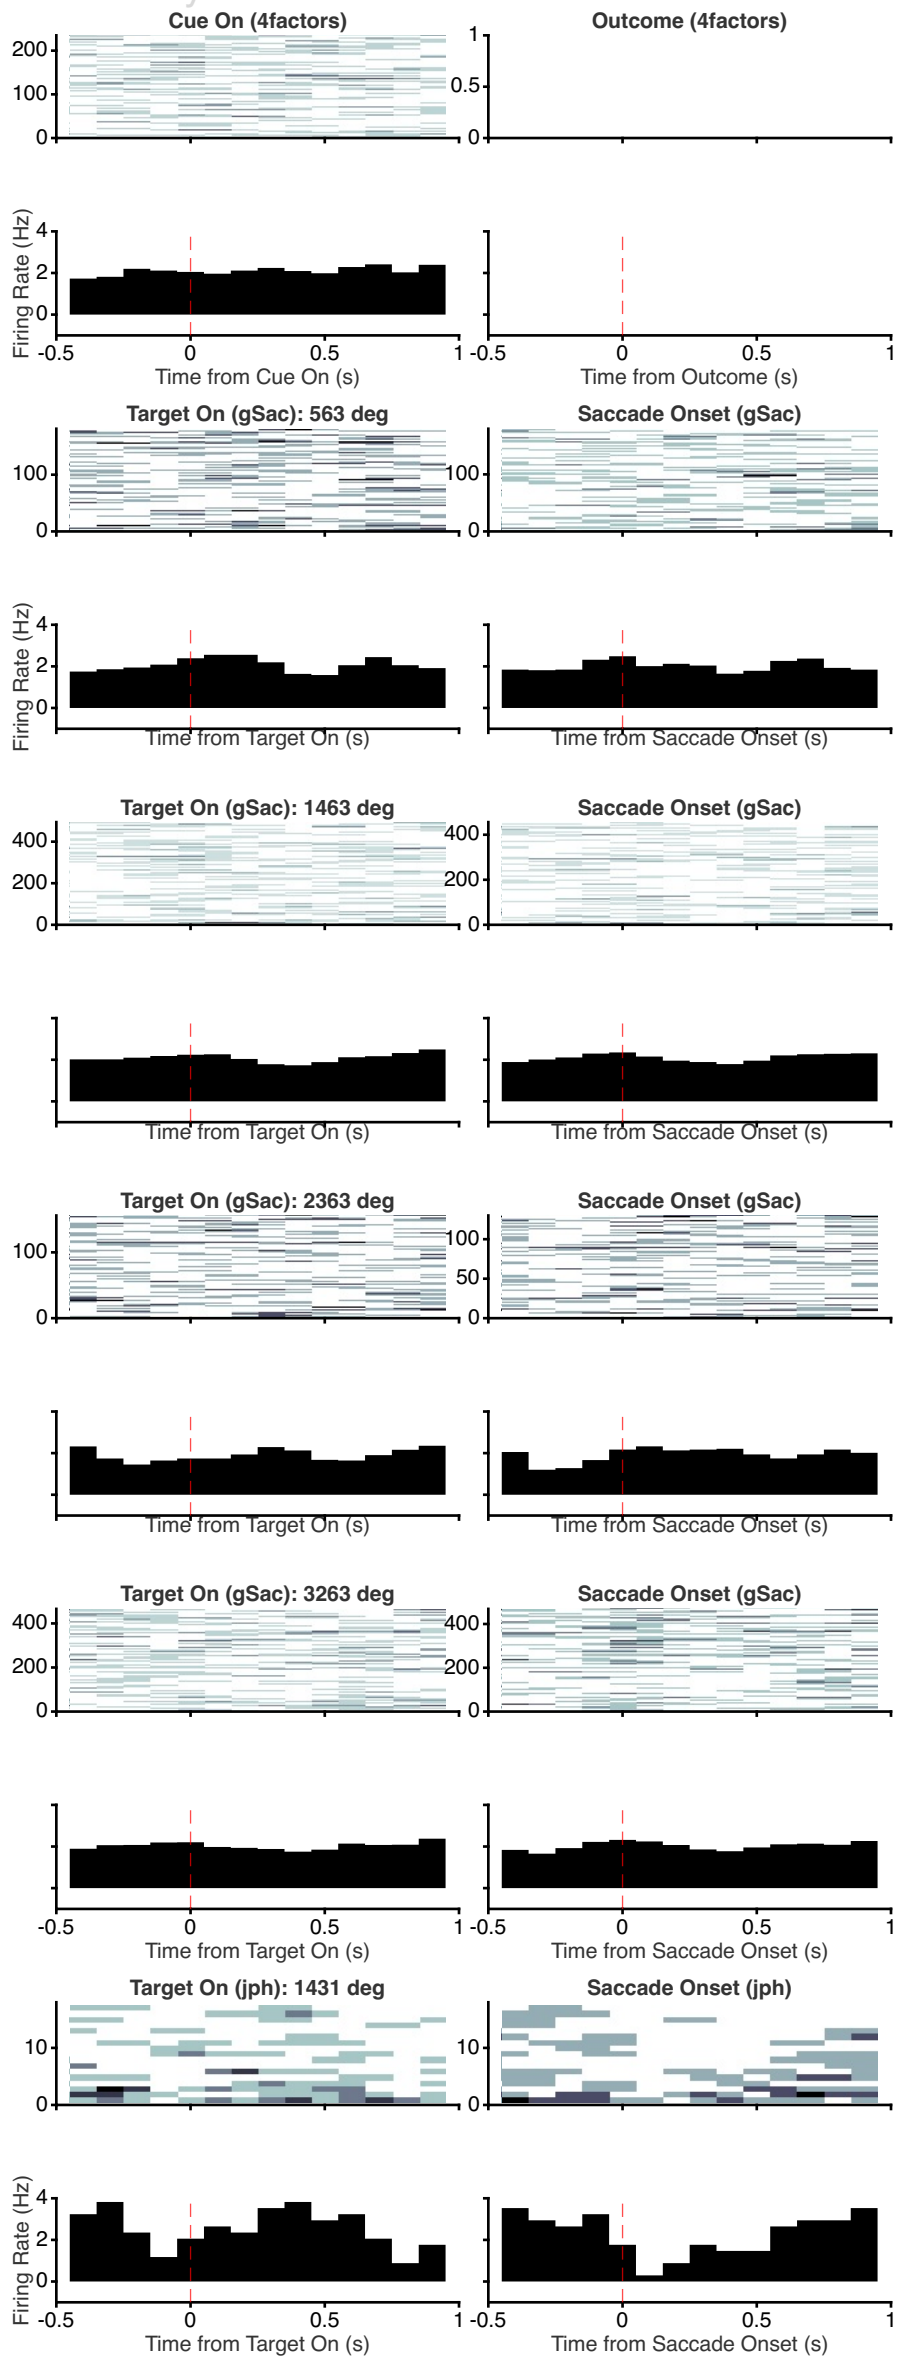 Cue On (4factors) Outcome (4factors)
200 1
100 0.5
0 0
Firing Rate (Hz)
4
2
0
-0.5 0 0.5 1 -0.5 0 0.5 1
Time from Cue On (s) Time from Outcome (s)
Target On (gSac): 563 deg Saccade Onset (gSac)
100 100
0 0
Firing Rate (Hz)
4
2
0
Time from Target On (s) Time from Saccade Onset (s)
Target On (gSac): 1463 deg Saccade Onset (gSac)
400 400
200 200
0 0
Time from Target On (s) Time from Saccade Onset (s)
Target On (gSac): 2363 deg Saccade Onset (gSac)
100 100
50
0 0
Time from Target On (s) Time from Saccade Onset (s)
Target On (gSac): 3263 deg Saccade Onset (gSac)
400 400
200 200
0 0
-0.5 0 0.5 1 -0.5 0 0.5 1
Time from Target On (s) Time from Saccade Onset (s)
Target On (jph): 1431 deg Saccade Onset (jph)
10 10
0 0
Firing Rate (Hz)
4
2
0
-0.5 0 0.5 1 -0.5 0 0.5 1
Time from Target On (s) Time from Saccade Onset (s)